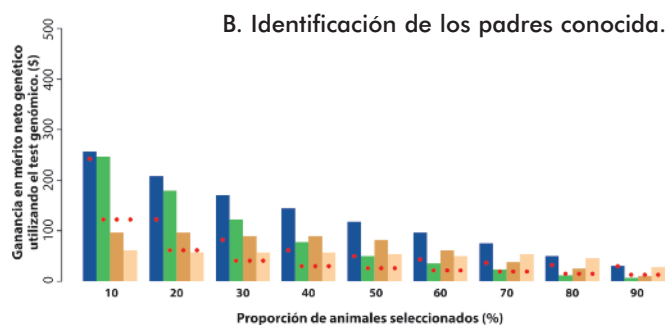 B. Identificación de los padres conocida.
Ganancia en mérito neto genético
utilizando el test genómico. ($)
500
400
300
200
100
0
10 20 30 40 50 60 70 80 90
Proporción de animales seleccionados (%)